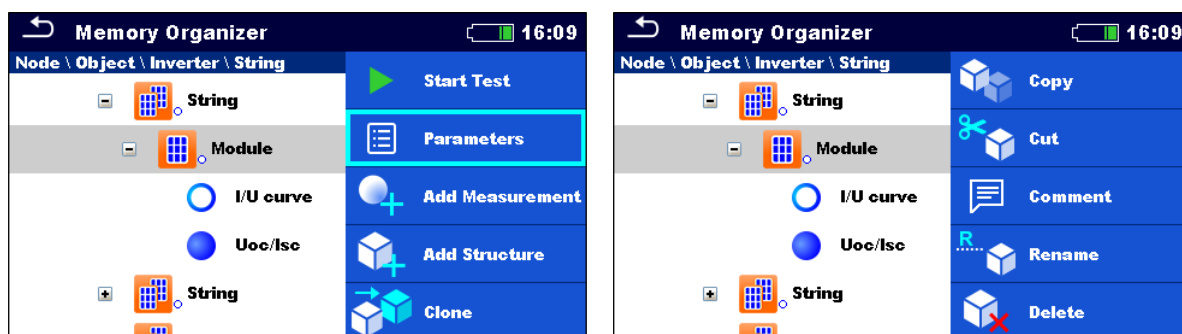 Memory Organizer 16:09
Node \ Object \ Inverter \ String
String
Module
I/U curve
Uoc/Isc
String
Start Test
Parameters
Add Measurement
Add Structure
Clone
Memory Organizer 16:09
Node \ Object \ Inverter \ String
String
Module
I/U curve
Uoc/Isc
String
Copy
Cut
Comment
R
Rename
Delete